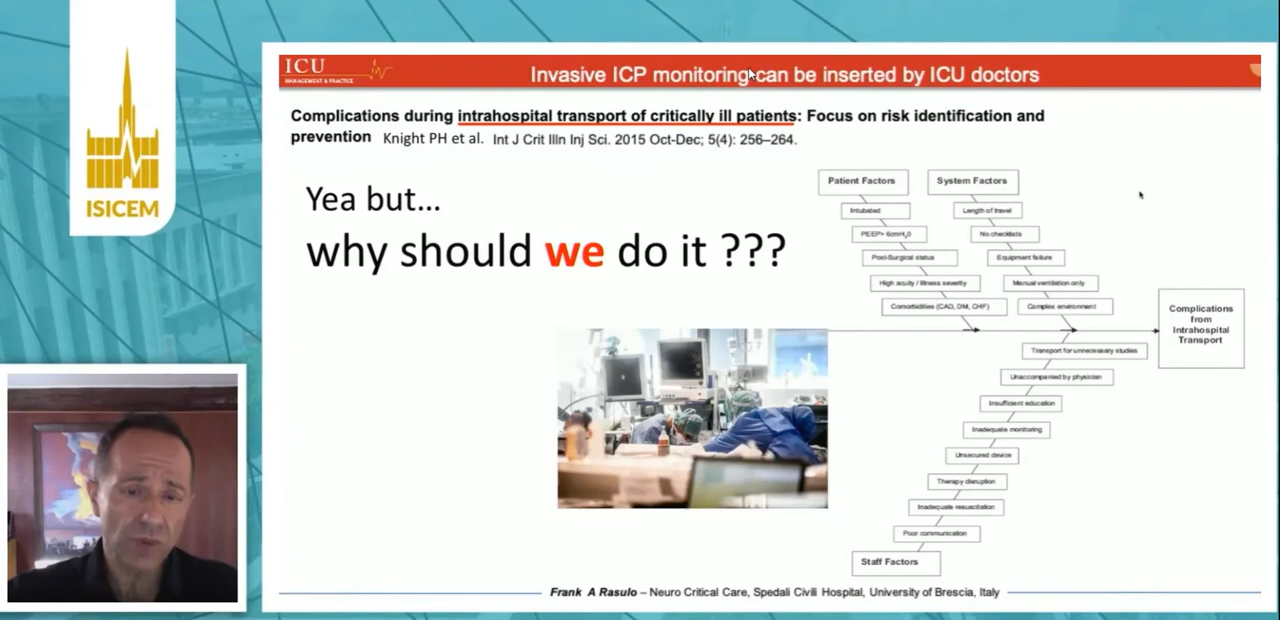 ISICEM
ICU
MANAGEMENT & PRACTICE
Invasive ICP monitoring can be inserted by ICU doctors
Complications during intrahospital transport of critically ill patients: Focus on risk identification and
prevention Knight PH et al. Int J Crit Illn Inj Sci. 2015 Oct-Dec; 5(4): 256–264.
Yea but...
why should we do it ???
Patient Factors
Intubated
PEEP> 6cmH₂0
Post-Surgical status
High acuity / Illness severity
Comorbidities (CAD, DM, CHF)
System Factors
Length of travel
No checklists
Equipment failure
Manual ventilation only
Complex environment
Complications
from
Intrahospital
Transport
Transport for unnecessary studies
Unaccompanied by physician
Insufficient education
Inadequate monitoring
Unsecured device
Therapy disruption
Inadequate resuscitation
Poor communication
Staff Factors
Frank A Rasulo – Neuro Critical Care, Spedali Civili Hospital, University of Brescia, Italy